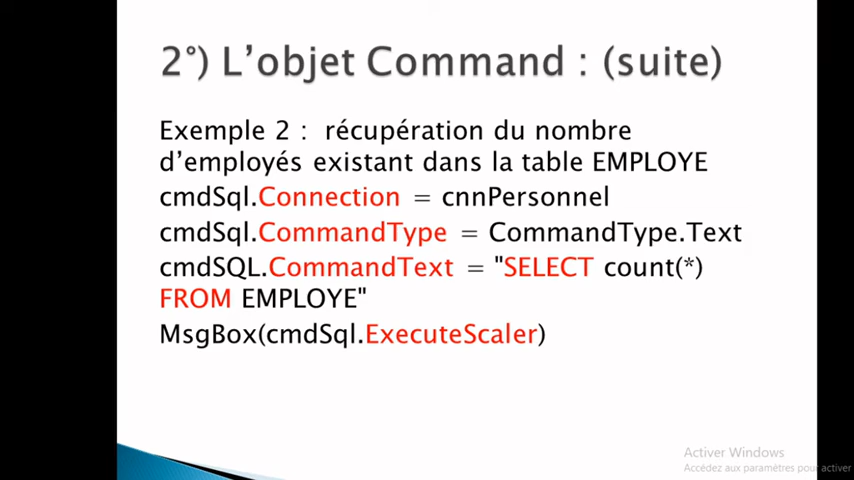 2°) L’objet Command : (suite)
Exemple 2 : récupération du nombre
d’employés existant dans la table EMPLOYE
cmdSql.Connection = cnnPersonnel
cmdSql.CommandType = CommandType.Text
cmdSQL.CommandText = "SELECT count(*)
FROM EMPLOYE"
MsgBox(cmdSql.ExecuteScaler)
Activer Windows
Accédez aux paramètres pour activer